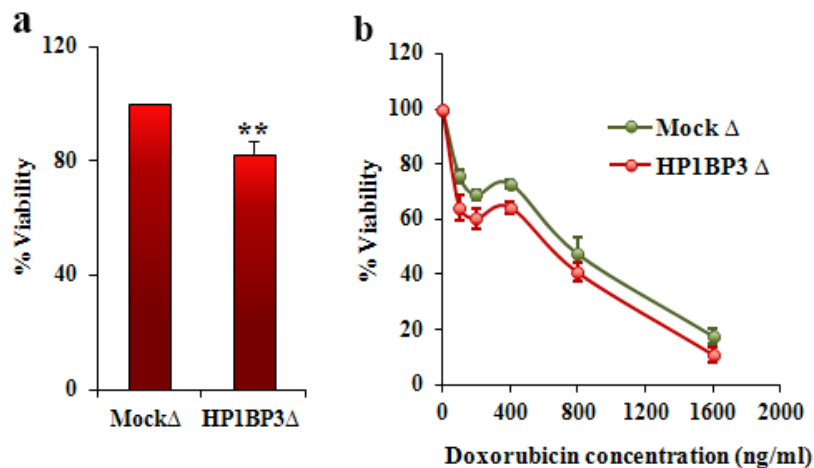 a
120
80
40
0
% Viability
**
MockΔ HP1BP3Δ
b
120
100
80
60
40
20
0
% Viability
Mock Δ
HP1BP3 Δ
0 400 800 1200 1600 2000
Doxorubicin concentration (ng/ml)